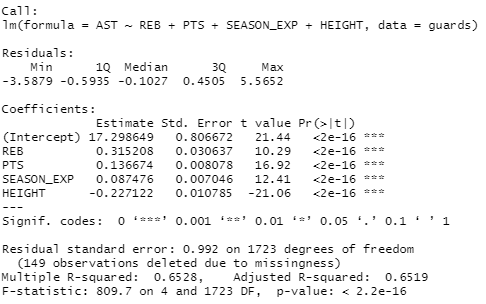 Call:
lm(formula = AST ~ REB + PTS + SEASON_EXP + HEIGHT, data = guards)
Residuals:
Min 1Q Median 3Q Max
-3.5879 -0.5935 -0.1027 0.4505 5.5652
Coefficients:
Estimate Std. Error t value Pr(>|t|)
(Intercept) 17.298649 0.806672 21.44 <2e-16 ***
REB 0.315208 0.030637 10.29 <2e-16 ***
PTS 0.136674 0.008078 16.92 <2e-16 ***
SEASON_EXP 0.087476 0.007046 12.41 <2e-16 ***
HEIGHT -0.227122 0.010785 -21.06 <2e-16 ***
---
Signif. codes: 0 ‘***’ 0.001 ‘**’ 0.01 ‘*’ 0.05 ‘.’ 0.1 ‘ ’ 1
Residual standard error: 0.992 on 1723 degrees of freedom
(149 observations deleted due to missingness)
Multiple R-squared: 0.6528, Adjusted R-squared: 0.6519
F-statistic: 809.7 on 4 and 1723 DF, p-value: < 2.2e-16